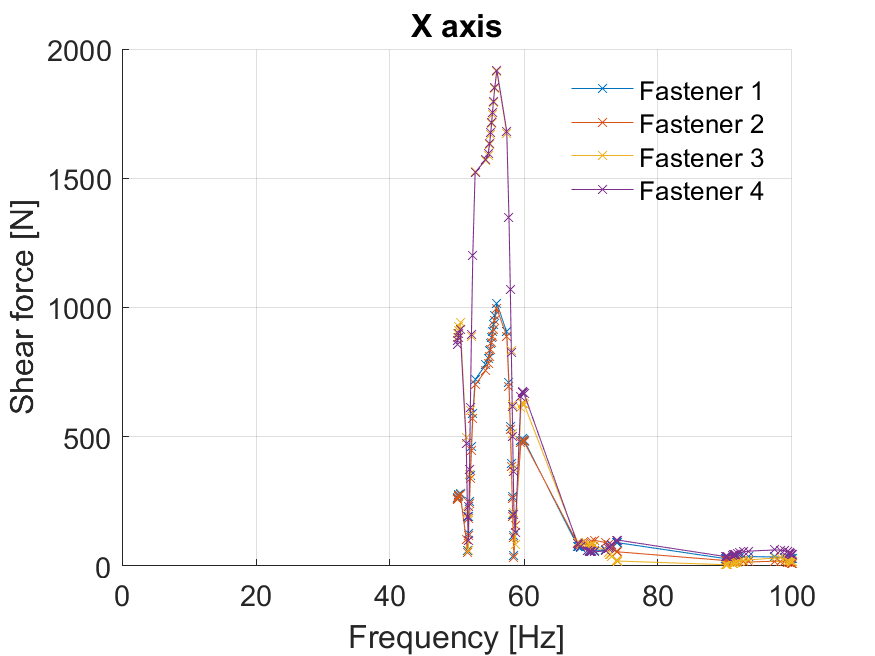 X axis
2000
1500
1000
500
0
Shear force [N]
Fastener 1
Fastener 2
Fastener 3
Fastener 4
0 20 40 60 80 100
Frequency [Hz]